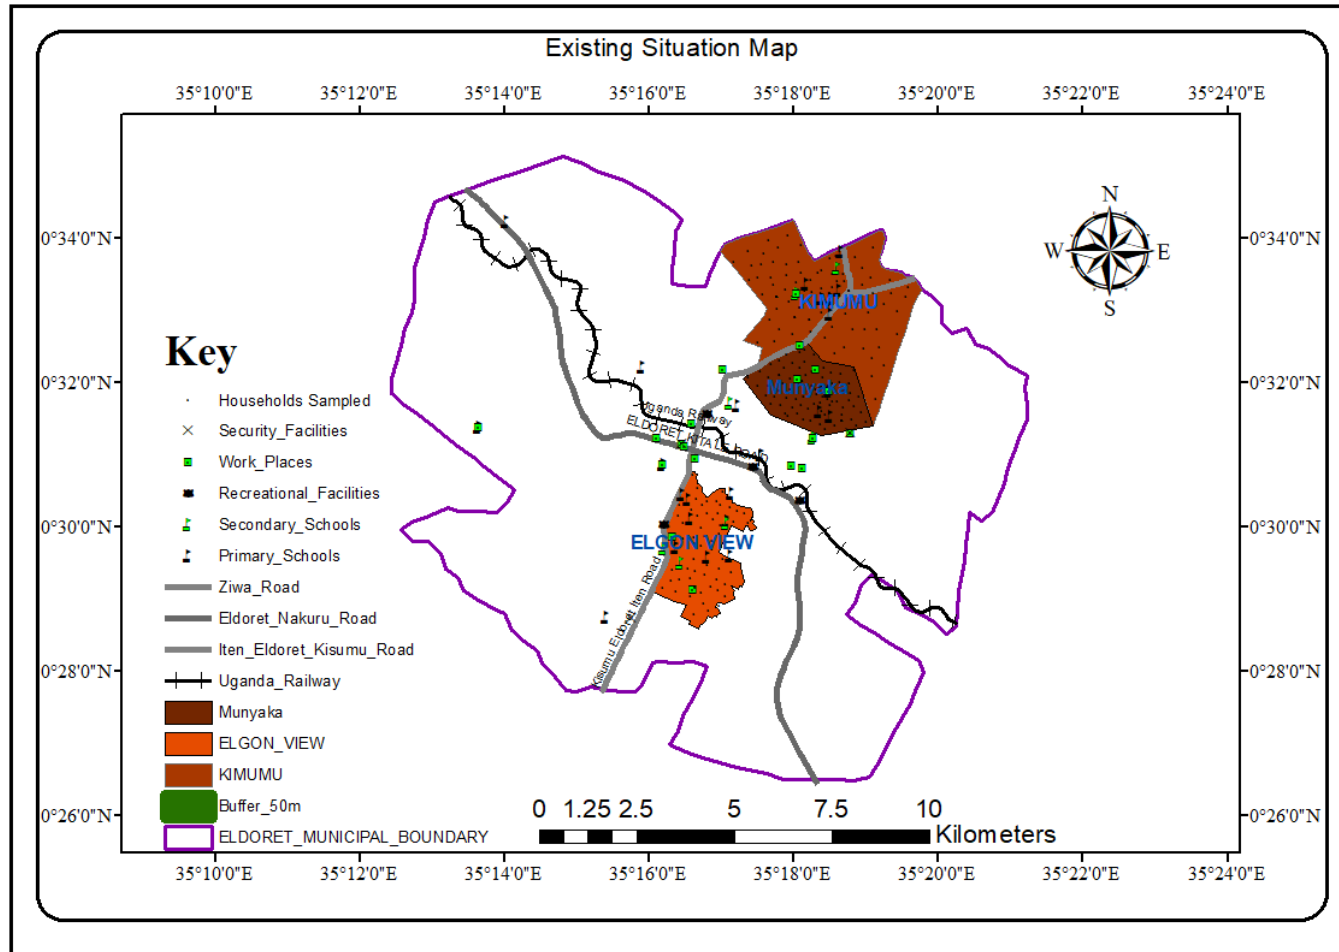 Existing Situation Map
35°10'0"E 35°12'0"E 35°14'0"E 35°16'0"E 35°18'0"E 35°20'0"E 35°22'0"E 35°24'0"E
N
W E
S
0°34'0"N 0°34'0"N
KIMUMU
Key
0°32'0"N 0°32'0"N
Munyaka
Households Sampled
Uganda Railway
ELDORET_KITALE ROAD
Security_Facilities
Work_Places
Recreational_Facilities
Secondary_Schools
0°30'0"N 0°30'0"N
ELGON VIEW
Primary_Schools
Ziwa_Road
Eldoret_Nakuru_Road
Iten_Eldoret_Kisumu_Road
Kisumu Eldoret Iten Road
0°28'0"N 0°28'0"N
Uganda_Railway
Munyaka
ELGON_VIEW
KIMUMU
Buffer_50m
0°26'0"N 0°26'0"N
ELDORET_MUNICIPAL_BOUNDARY
0 1.25 2.5 5 7.5 10
Kilometers
35°10'0"E 35°12'0"E 35°14'0"E 35°16'0"E 35°18'0"E 35°20'0"E 35°22'0"E 35°24'0"E